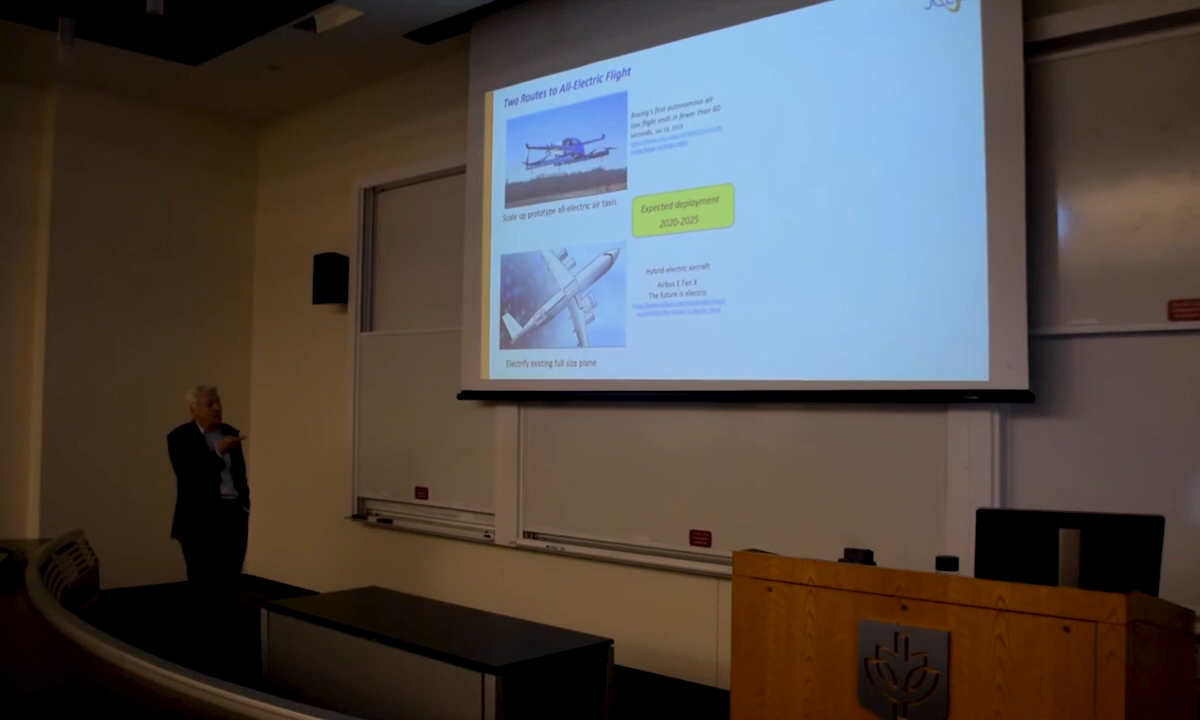 Two Routes to All-Electric Flight
Boeing's first autonomous air
taxi flight ends in fewer than 60
seconds. Jan 23, 2019
Scale up prototype all-electric air taxis
Expected deployment
2020-2025
Hybrid-electric aircraft
Airbus E Fan X
The future is electric
Electrify existing full size plane